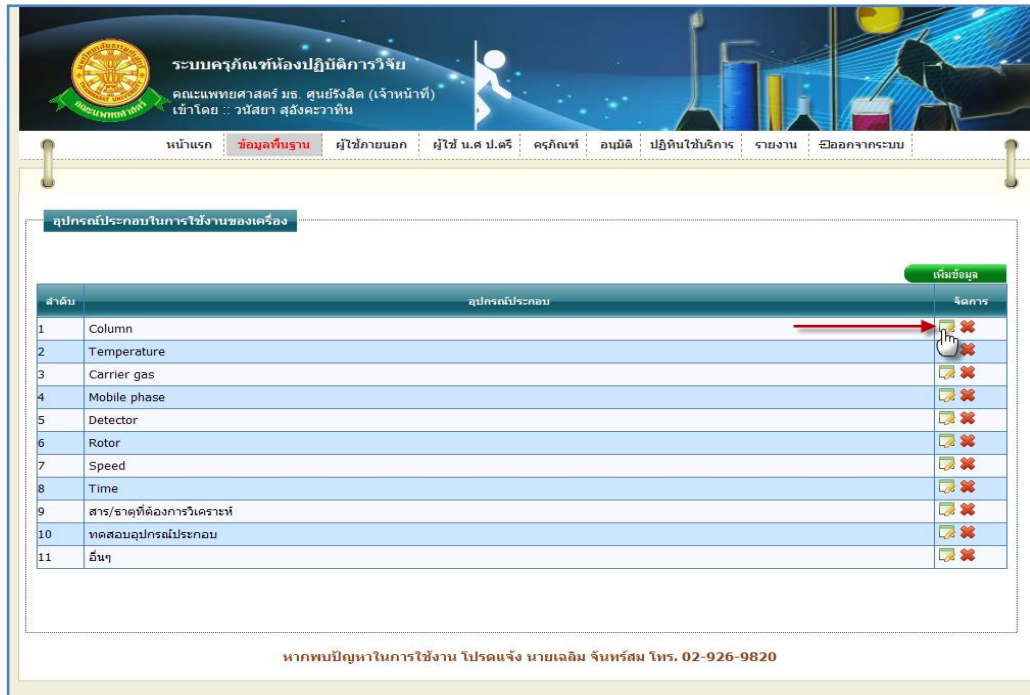 ระบบครุภัณฑ์ห้องปฏิบัติการวิจัย
คณะแพทยศาสตร์ มธ. ศูนย์รังสิต (เจ้าหน้าที่)
เข้าโดย :: วนัสยา สุอังคะวาทิน
หน้าแรก ข้อมูลพื้นฐาน ผู้ใช้ภายนอก ผู้ใช้ น.ศ ป.ตรี ครุภัณฑ์ อนุมัติ ปฏิทินใช้บริการ รายงาน ออกจากระบบ
อุปกรณ์ประกอบในการใช้งานของเครื่อง
เพิ่มข้อมูล
ลำดับ อุปกรณ์ประกอบ จัดการ
1 Column
2 Temperature
3 Carrier gas
4 Mobile phase
5 Detector
6 Rotor
7 Speed
8 Time
9 สาร/ธาตุที่ต้องการวิเคราะห์
10 ทดสอบอุปกรณ์ประกอบ
11 อื่นๆ
หากพบปัญหาในการใช้งาน โปรดแจ้ง นายเฉลิม จันทร์สม โทร. 02-926-9820